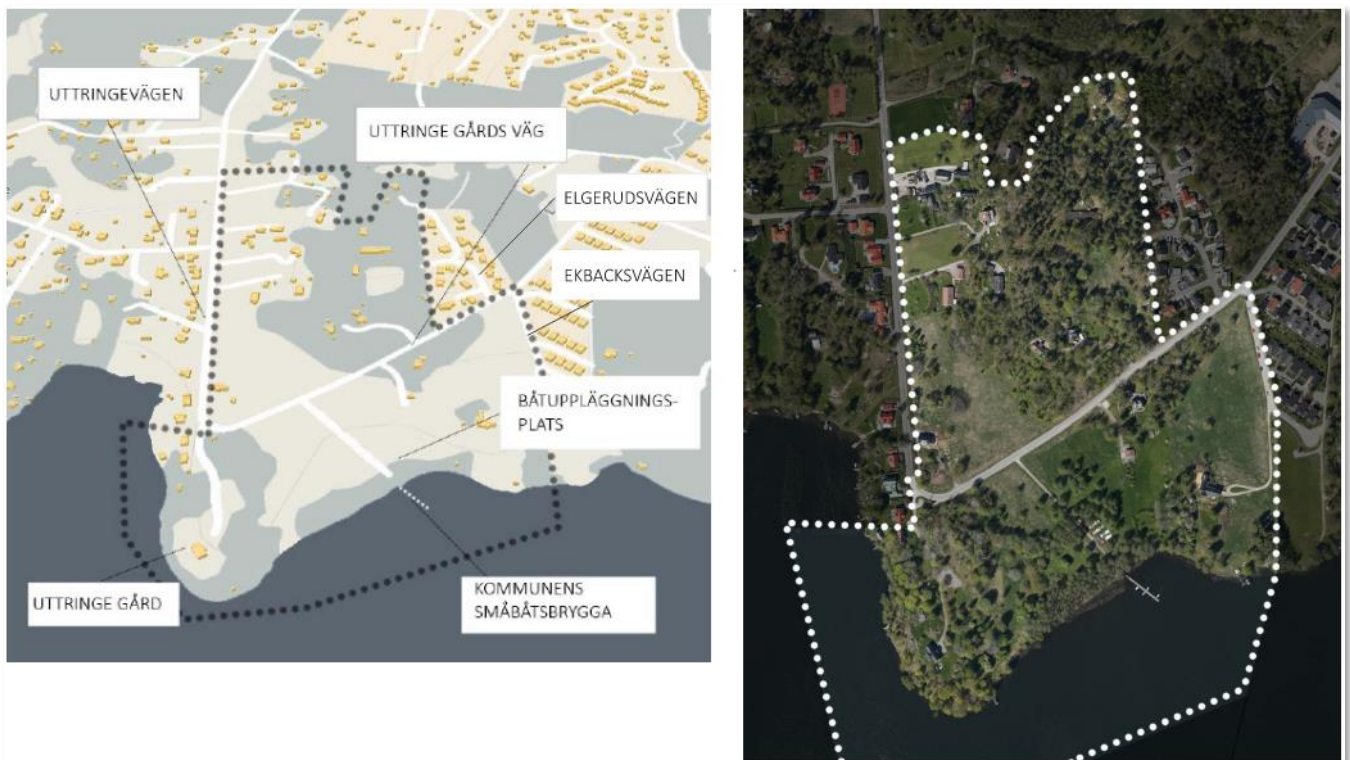 UTTRINGEVÄGEN
UTTRINGE GÅRDS VÄG
ELGERUDSVÄGEN
EKBACKSVÄGEN
BÅTUPPLÄGGNINGS-
PLATS
UTTRINGE GÅRD
KOMMUNENS
SMÅBÅTSBRYGGA